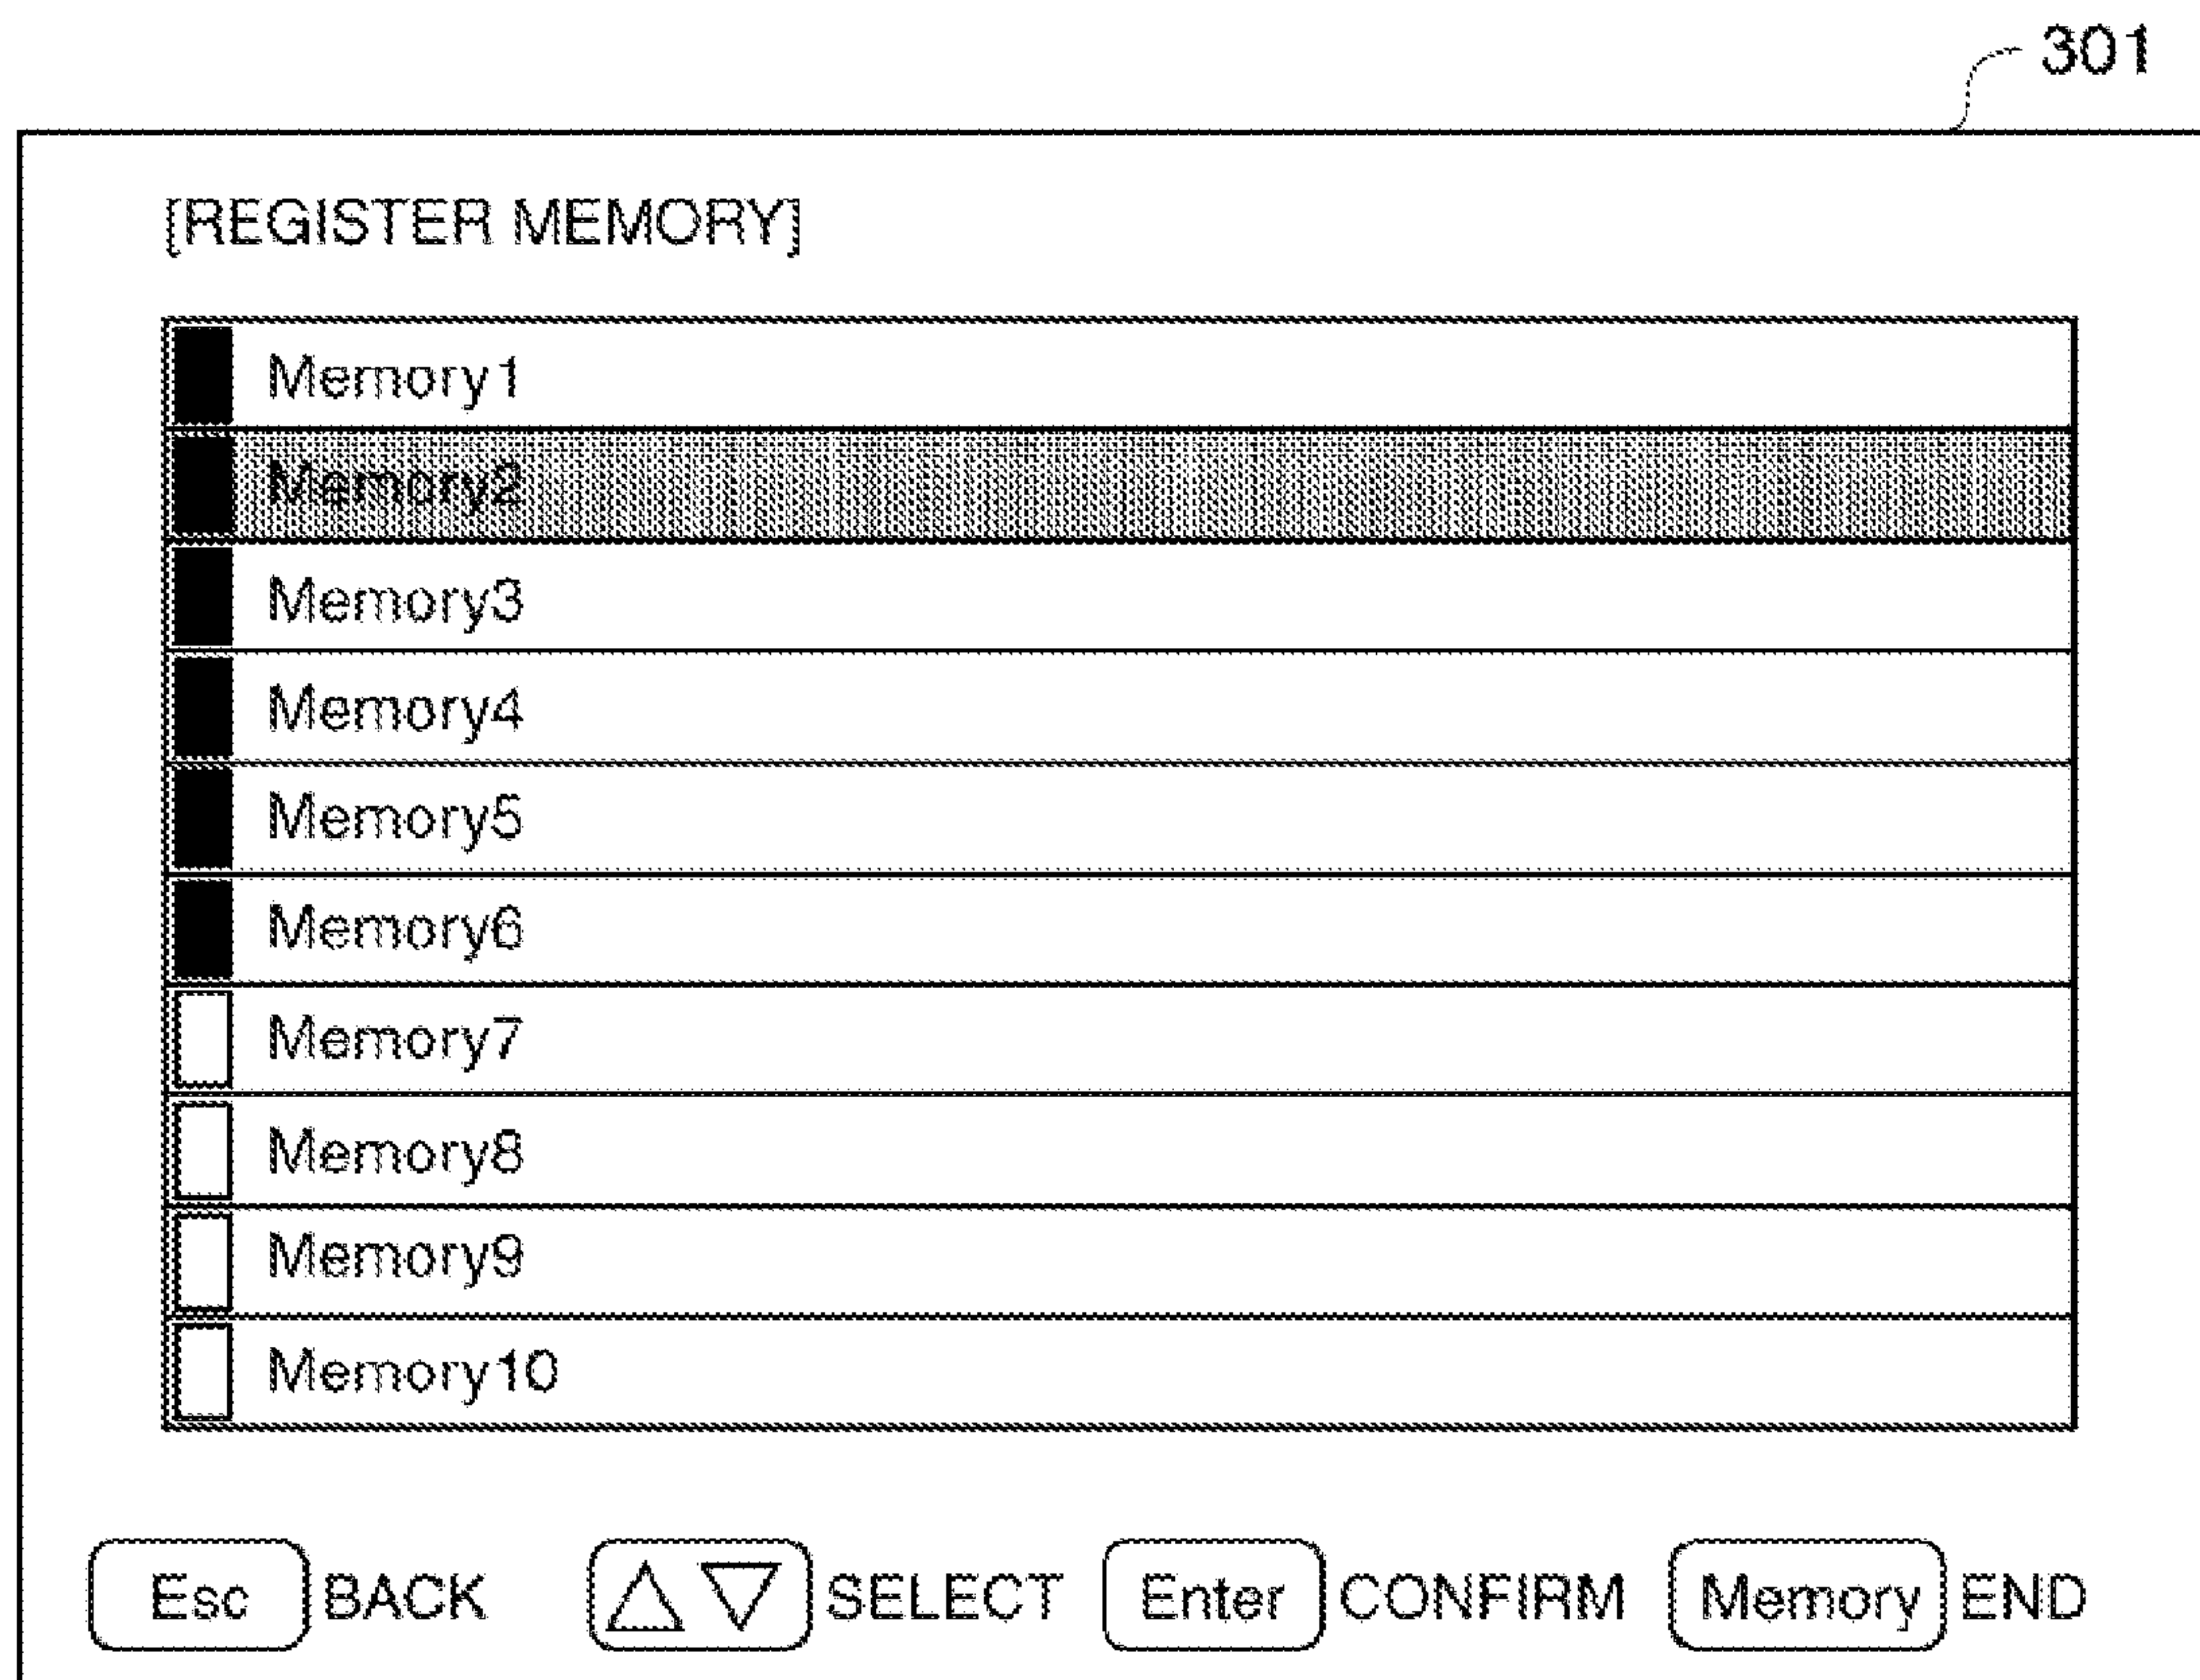 301
[REGISTER MEMORY]
Memory1
Memory2
Memory3
Memory4
Memory5
Memory6
Memory7
Memory8
Memory9
Memory10
Esc BACK △▽ SELECT Enter CONFIRM Memory END